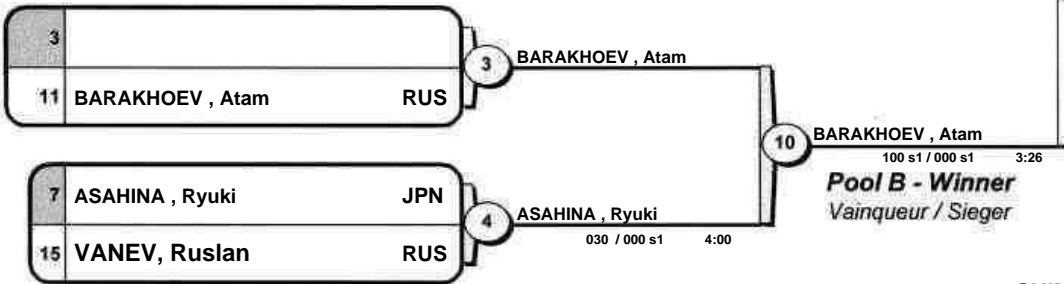 3
11 BARAKHOEV , Atam RUS
3 BARAKHOEV , Atam
7 ASAHINA , Ryuki JPN
15 VANEV, Ruslan RUS
4 ASAHINA , Ryuki
030 / 000 s1 4:00
10 BARAKHOEV , Atam
100 s1 / 000 s1 3:26
Pool B - Winner
Vainqueur / Sieger